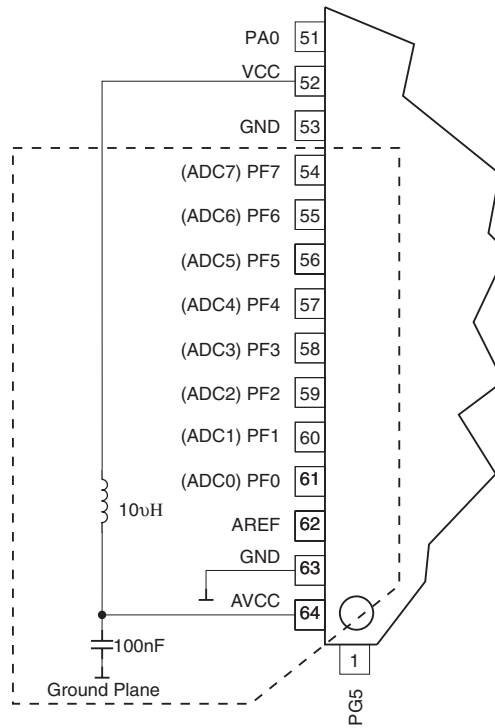 PA0 51
VCC 52
GND 53
(ADC7) PF7 54
(ADC6) PF6 55
(ADC5) PF5 56
(ADC4) PF4 57
(ADC3) PF3 58
(ADC2) PF2 59
(ADC1) PF1 60
(ADC0) PF0 61
10υH
AREF 62
GND 63
AVCC 64
100nF
Ground Plane
1
PG5